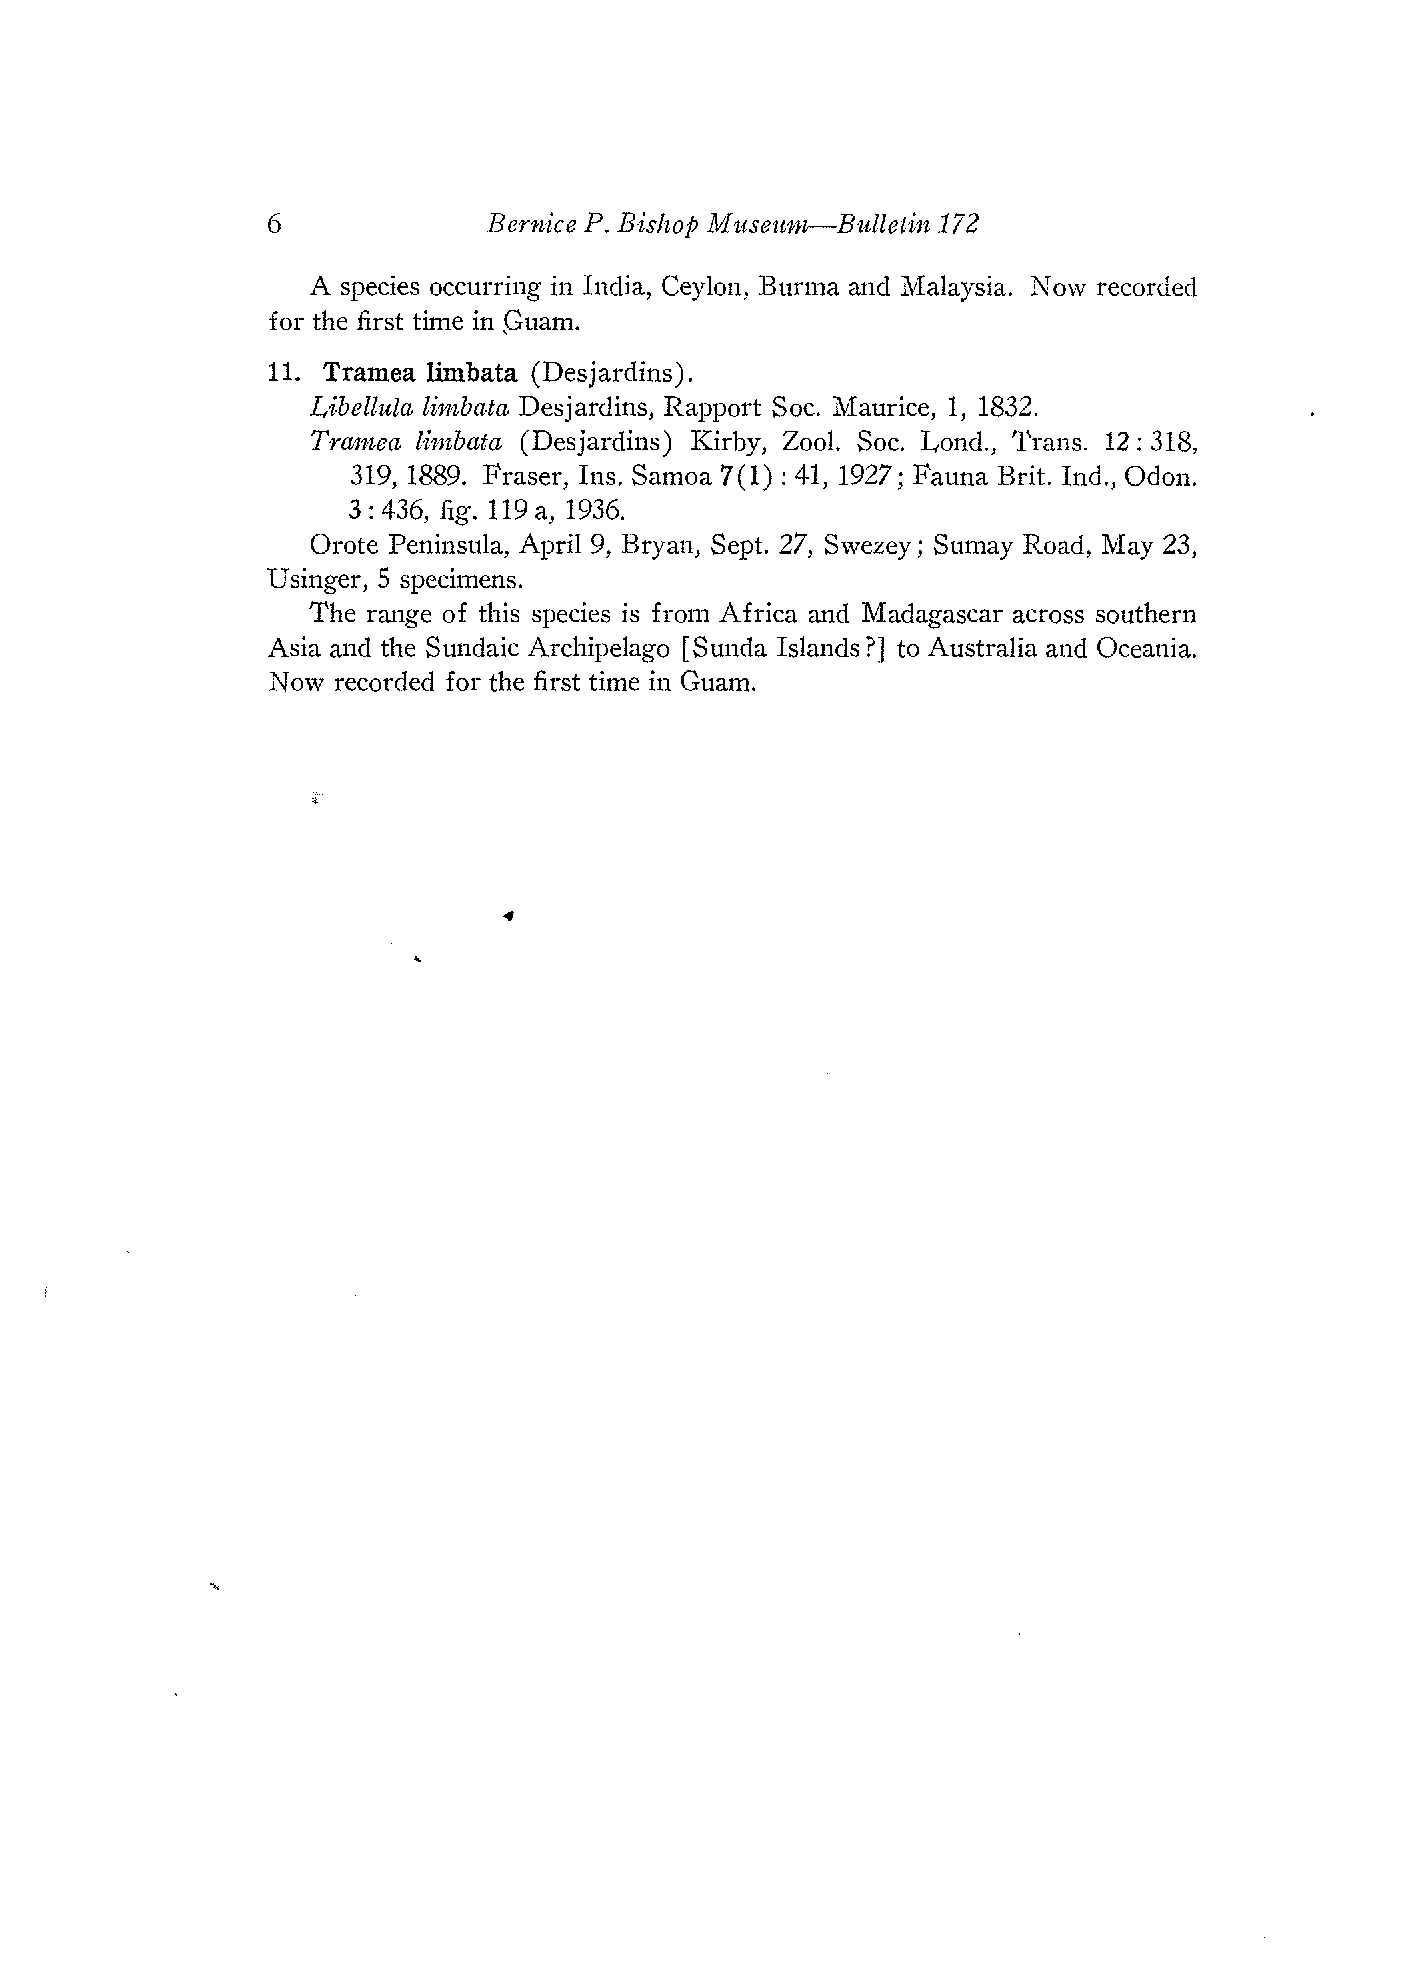 6 Bernice P. Bishop Museum—Bulletin 172
A species occurring in India, Ceylon, Burma and Malaysia. Now recorded
for the first time in Guam.
11. Tramea limbata (Desjardins).
Libellula limbata Desjardins, Rapport Soc. Maurice, 1, 1832.
Tramea limbata (Desjardins) Kirby, Zool. Soc. Lond., Trans. 12: 318,
319, 1889. Fraser, Ins. Samoa 7(1) : 41, 1927; Fauna Brit. Ind., Odon.
3: 436, fig. 119 a, 1936.
Orote Peninsula, April 9, Bryan, Sept. 27, Swezey; Sumay Road, May 23,
Usinger, 5 specimens.
The range of this species is from Africa and Madagascar across southern
Asia and the Sundaic Archipelago [Sunda Islands?] to Australia and Oceania.
Now recorded for the first time in Guam.